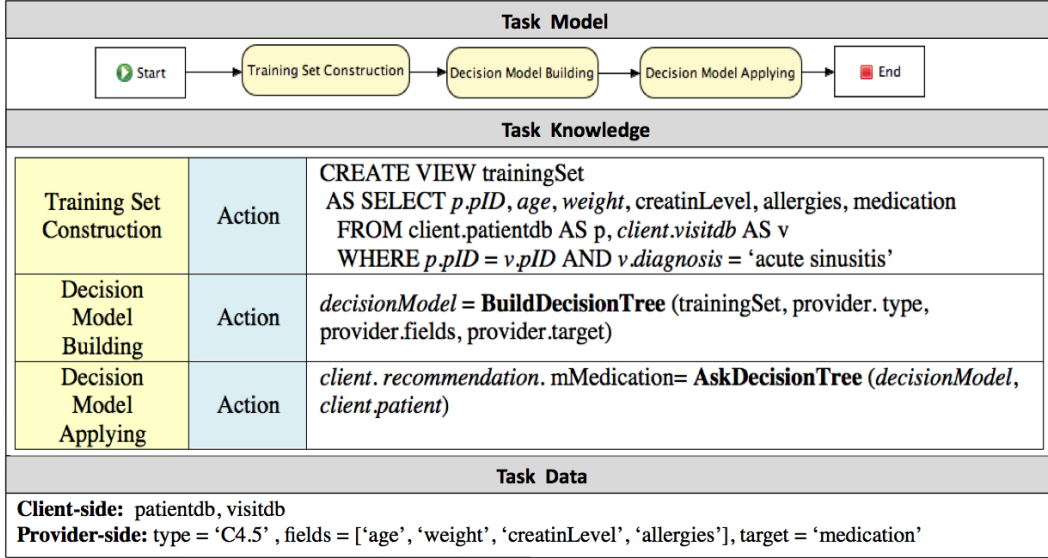 Task Model
Start
Training Set Construction
Decision Model Building
Decision Model Applying
End
Task Knowledge
Training Set
Construction
Action
CREATE VIEW trainingSet
AS SELECT p.pID, age, weight, creatinLevel, allergies, medication
FROM client.patientdb AS p, client.visitdb AS v
WHERE p.pID = v.pID AND v.diagnosis = ‘acute sinusitis’
Decision
Model
Building
Action
decisionModel = BuildDecisionTree (trainingSet, provider. type,
provider.fields, provider.target)
Decision
Model
Applying
Action
client. recommendation. mMedication= AskDecisionTree (decisionModel,
client.patient)
Task Data
Client-side: patientdb, visitdb
Provider-side: type = ‘C4.5’ , fields = [‘age’, ‘weight’, ‘creatinLevel’, ‘allergies’], target = ‘medication’